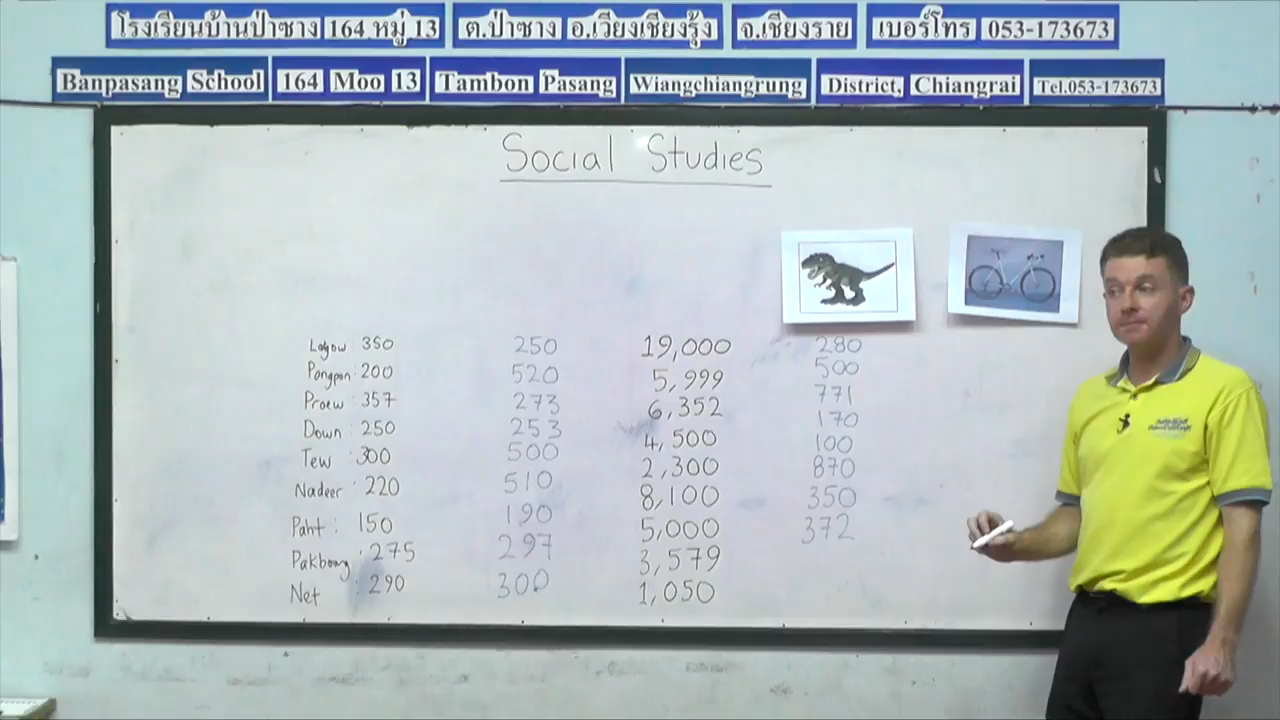 โรงเรียนบ้านป่าซาง 164 หมู่ 13 ต.ป่าซาง อ.เวียงเชียงรุ้ง จ.เชียงราย เบอร์โทร 053-173673
Banpasang School 164 Moo 13 Tambon Pasang Wiangchiangrung District, Chiangrai Tel.053-173673
Social Studies
350 250 19,000 280
Pongpon : 200 520 5,999 500
Proew : 357 273 6,352 771
Down : 250 253 4,500 170
Tew : 300 500 2,300 100
Nadeer : 220 510 8,100 870
Paht : 150 190 5,000 350
Pakboong : 275 297 3,579 372
Net : 290 300 1,050